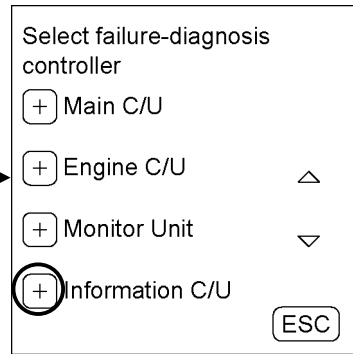 Select failure-diagnosis
controller
+ Main C/U
+ Engine C/U
+ Monitor Unit
+ Information C/U
ESC